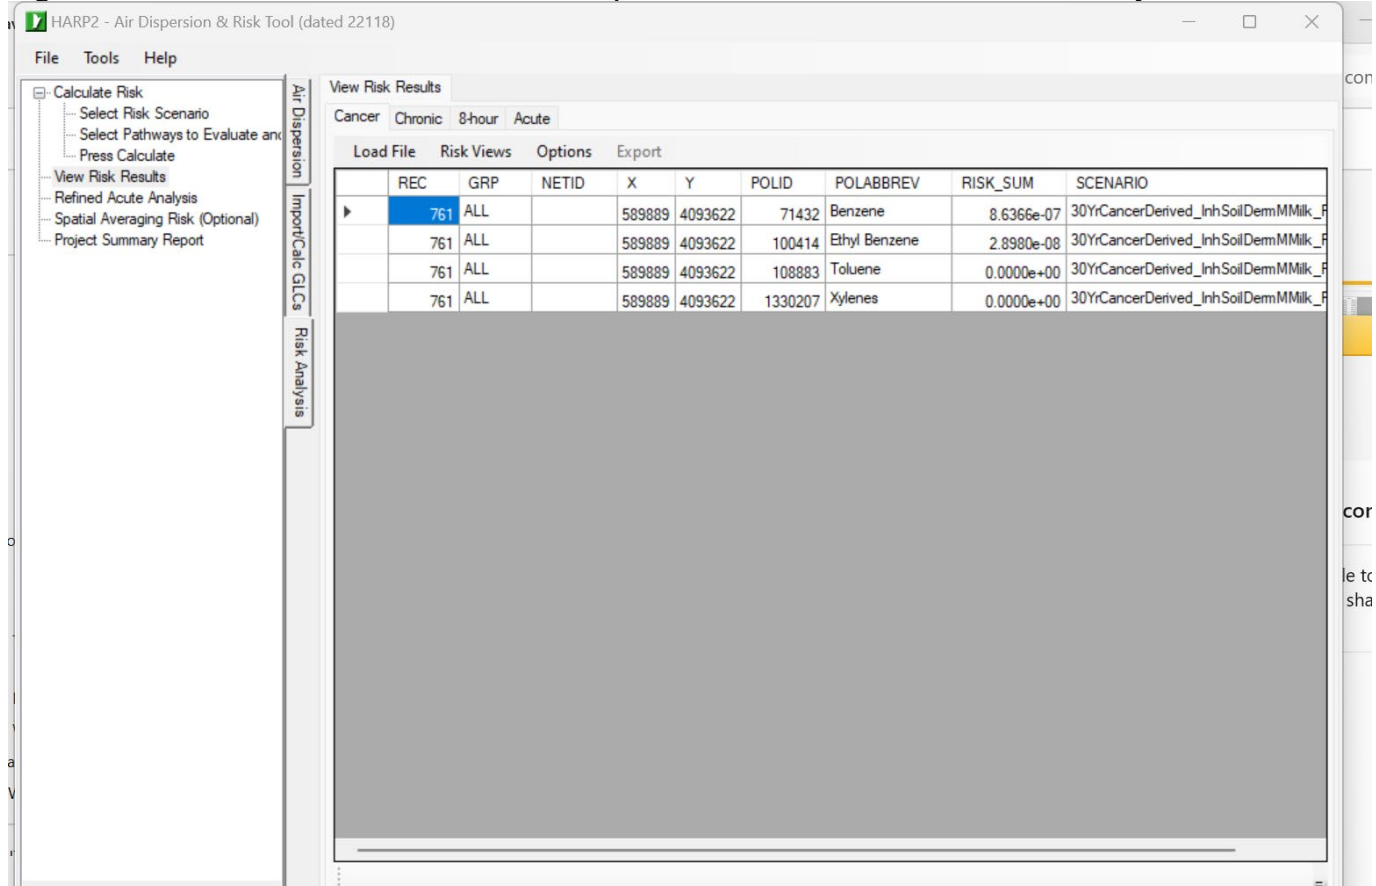 HARP2 - Air Dispersion & Risk Tool (dated 22118)
File Tools Help
Calculate Risk
Select Risk Scenario
Select Pathways to Evaluate and
Press Calculate
View Risk Results
Refined Acute Analysis
Spatial Averaging Risk (Optional)
Project Summary Report
Air Dispersion
Import/Calc GLCs
Risk Analysis
View Risk Results
Cancer Chronic 8-hour Acute
Load File Risk Views Options Export
REC GRP NETID X Y POLID POLABBREV RISK_SUM SCENARIO
761 ALL 589889 4093622 71432 Benzene 8.6366e-07 30YrCancerDerived_InhSoilDermMMilk_F
761 ALL 589889 4093622 100414 Ethyl Benzene 2.8980e-08 30YrCancerDerived_InhSoilDermMMilk_F
761 ALL 589889 4093622 108883 Toluene 0.0000e+00 30YrCancerDerived_InhSoilDermMMilk_F
761 ALL 589889 4093622 1330207 Xylenes 0.0000e+00 30YrCancerDerived_InhSoilDermMMilk_F
con
cor
le to
sha